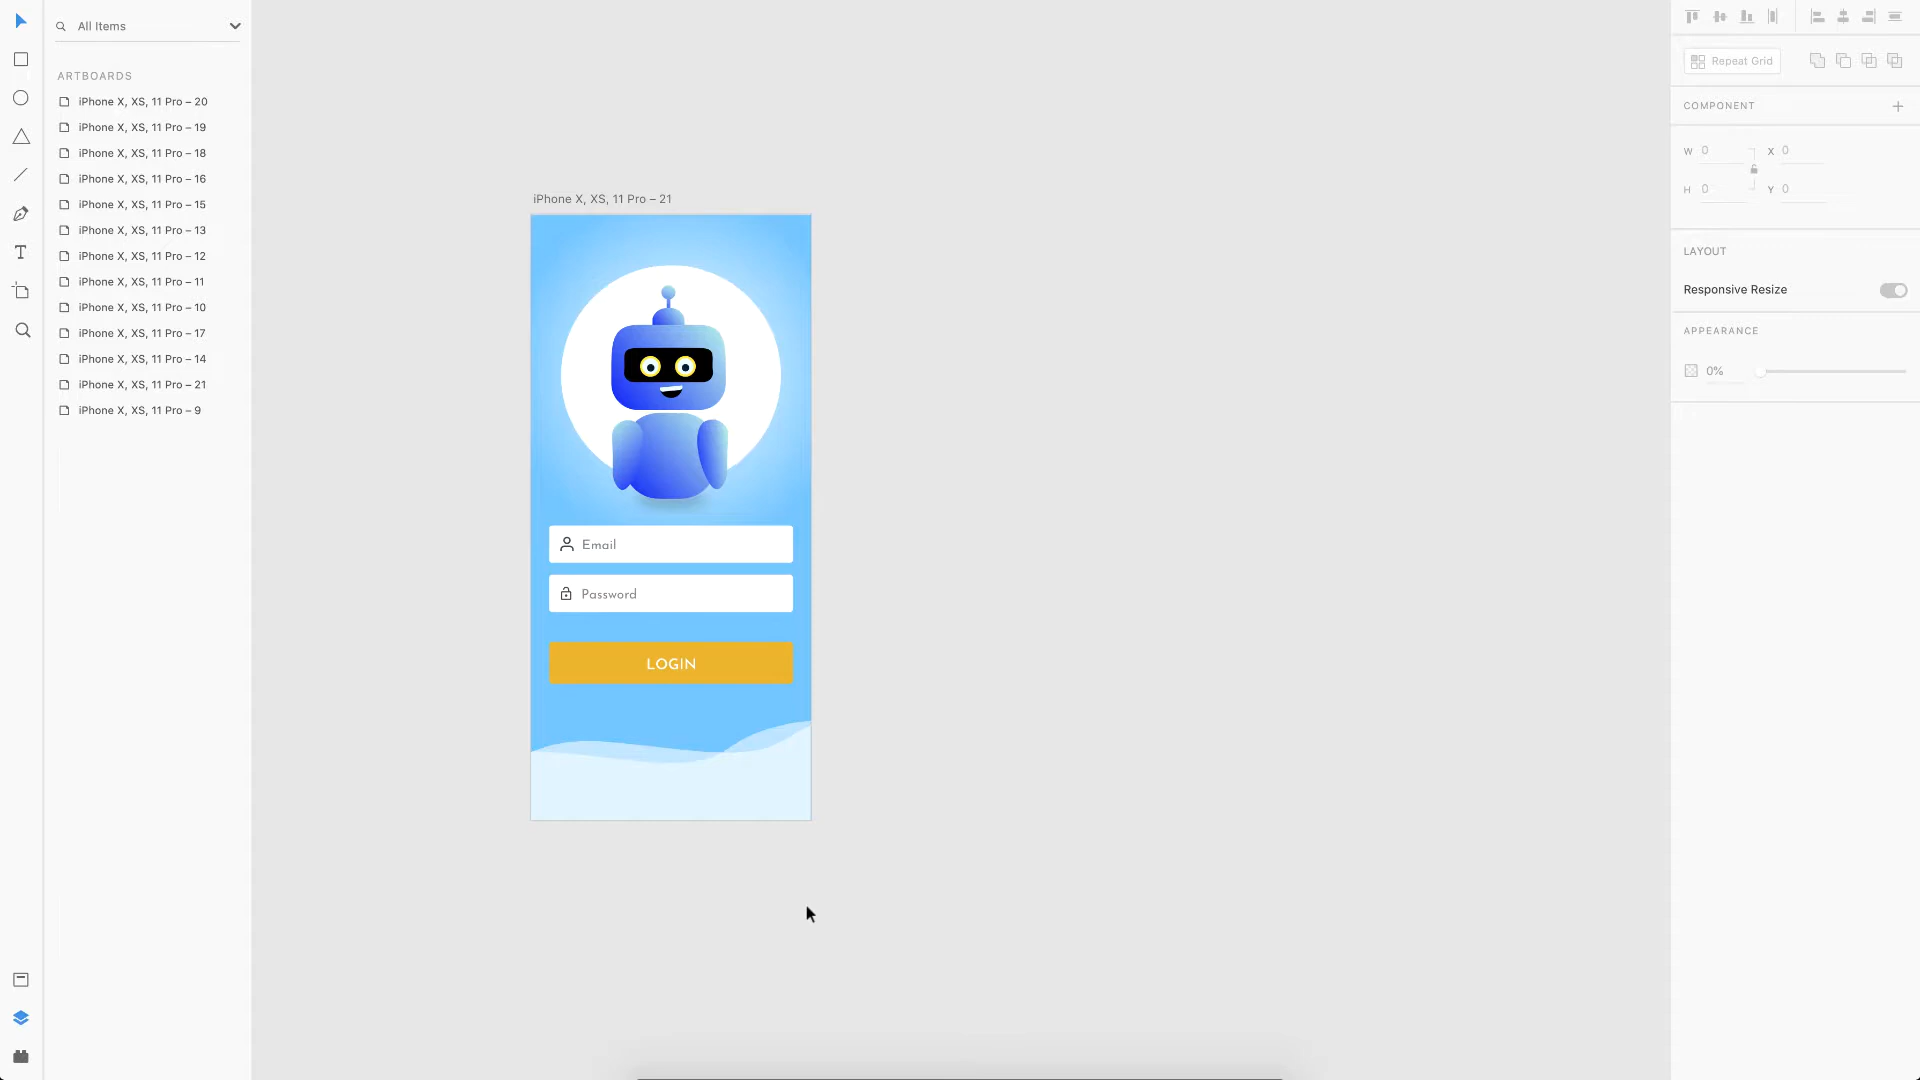 All Items
ARTBOARDS
iPhone X, XS, 11 Pro – 20
iPhone X, XS, 11 Pro – 19
iPhone X, XS, 11 Pro – 18
iPhone X, XS, 11 Pro – 16
iPhone X, XS, 11 Pro – 15
iPhone X, XS, 11 Pro – 13
iPhone X, XS, 11 Pro – 12
iPhone X, XS, 11 Pro – 11
iPhone X, XS, 11 Pro – 10
iPhone X, XS, 11 Pro – 17
iPhone X, XS, 11 Pro – 14
iPhone X, XS, 11 Pro – 21
iPhone X, XS, 11 Pro – 9
iPhone X, XS, 11 Pro – 21
Email
Password
LOGIN
Repeat Grid
COMPONENT
W 0 X 0
H 0 Y 0
LAYOUT
Responsive Resize
APPEARANCE
0%